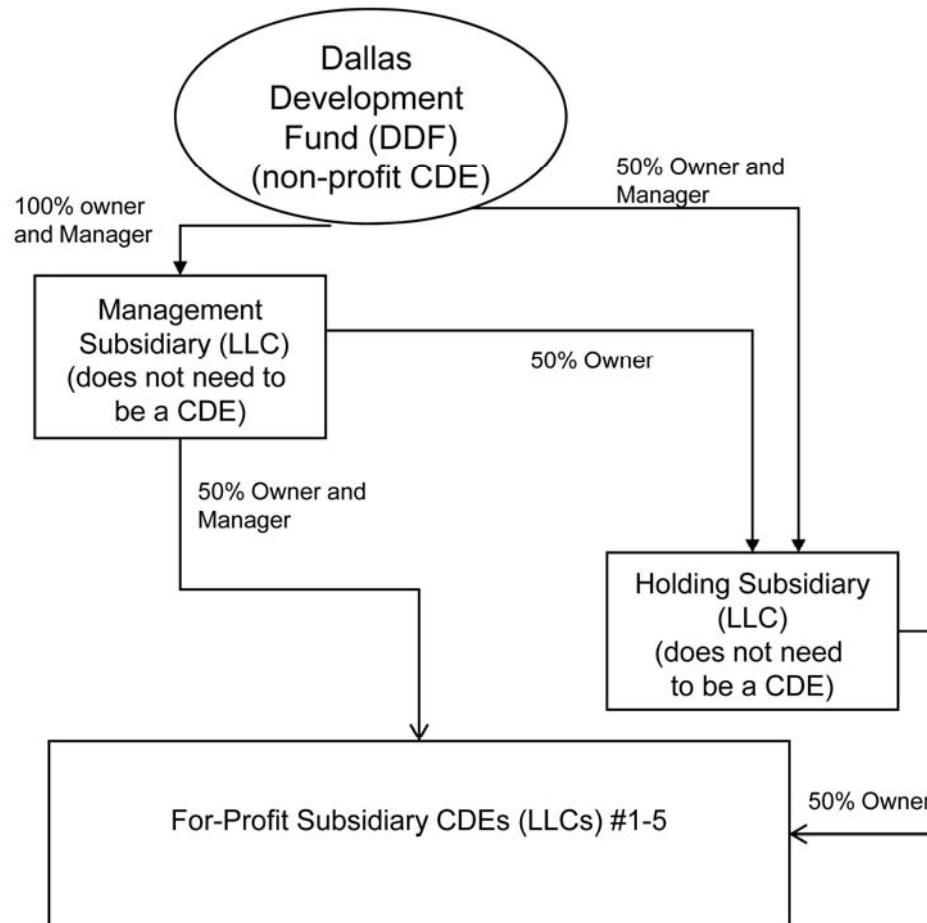 Dallas
Development
Fund (DDF)
(non-profit CDE)
50% Owner and
Manager
100% owner
and Manager
Management
Subsidiary (LLC)
(does not need to
be a CDE)
50% Owner
50% Owner and
Manager
Holding Subsidiary
(LLC)
(does not need
to be a CDE)
For-Profit Subsidiary CDEs (LLCs) #1-5
50% Owner